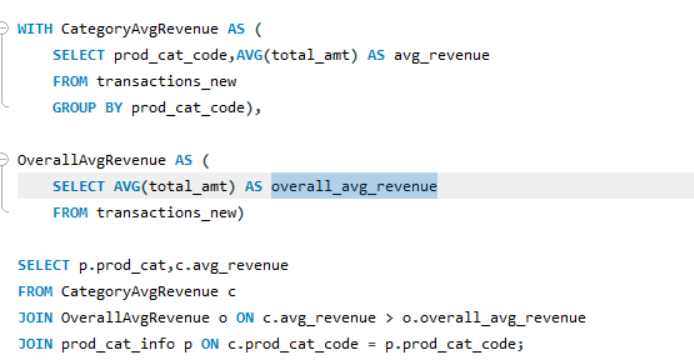 WITH CategoryAvgRevenue AS (
SELECT prod_cat_code,AVG(total_amt) AS avg_revenue
FROM transactions_new
GROUP BY prod_cat_code),
OverallAvgRevenue AS (
SELECT AVG(total_amt) AS overall_avg_revenue
FROM transactions_new)
SELECT p.prod_cat,c.avg_revenue
FROM CategoryAvgRevenue c
JOIN OverallAvgRevenue o ON c.avg_revenue > o.overall_avg_revenue
JOIN prod_cat_info p ON c.prod_cat_code = p.prod_cat_code;